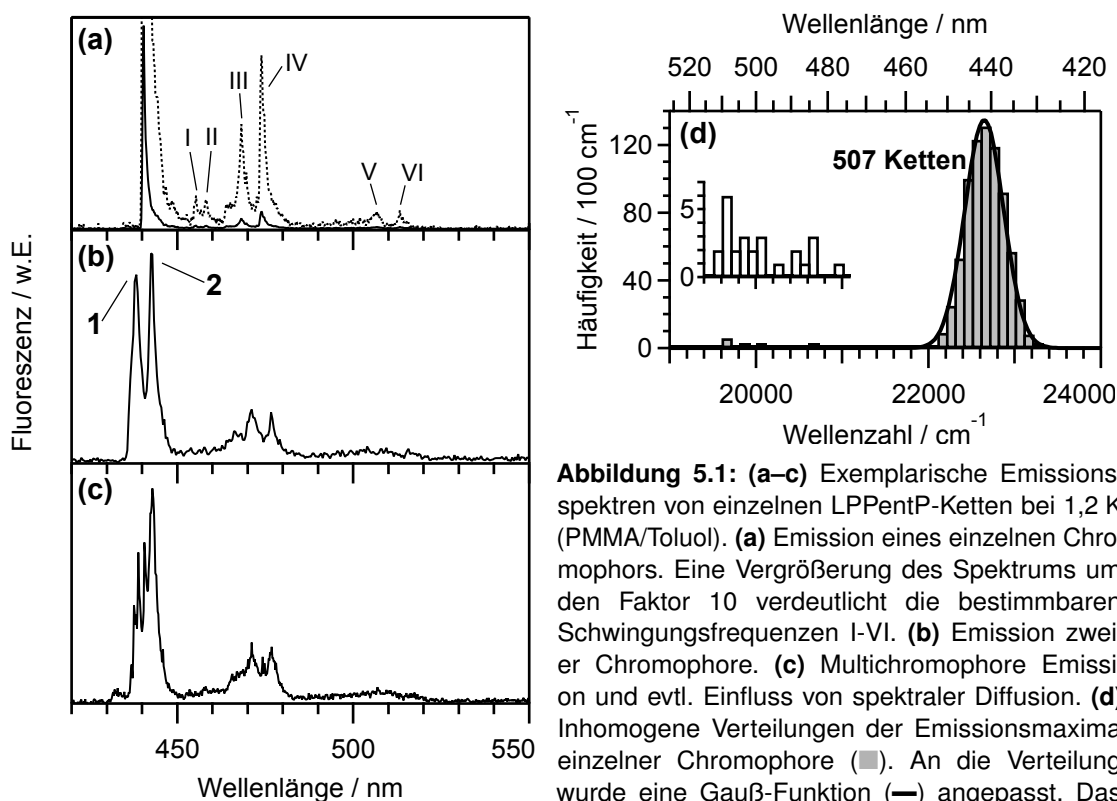 (a)
I
II
III
IV
V
VI
(b)
1
2
(c)
Fluoreszenz / w.E.
450
500
550
Wellenlänge / nm
Wellenlänge / nm
520
500
480
460
440
420
(d)
507 Ketten
Häufigkeit / 100 cm⁻¹
120
80
40
0
5
0
20000
22000
24000
Wellenzahl / cm⁻¹
Abbildung 5.1: (a–c) Exemplarische Emissions
spektren von einzelnen LPPentP-Ketten bei 1,2 K
(PMMA/Toluol). (a) Emission eines einzelnen Chro
mophors. Eine Vergrößerung des Spektrums um
den Faktor 10 verdeutlicht die bestimmbaren
Schwingungsfrequenzen I-VI. (b) Emission zwei
er Chromophore. (c) Multichromophore Emissi
on und evtl. Einfluss von spektraler Diffusion. (d)
Inhomogene Verteilungen der Emissionsmaxima
einzelner Chromophore (■). An die Verteilung
wurde eine Gauß-Funktion (—) angepasst. Das